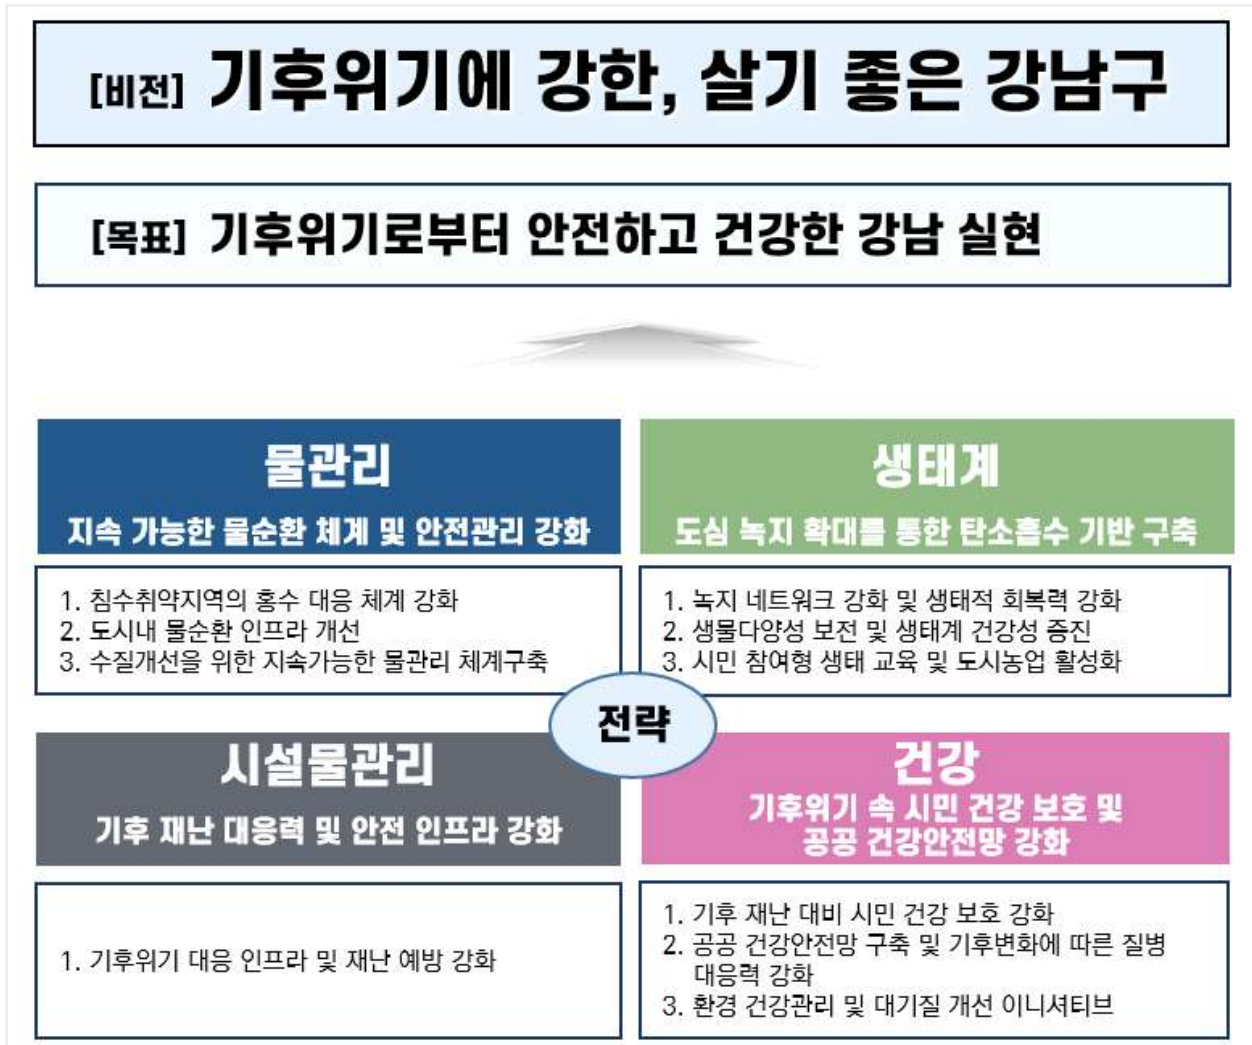 [비전] 기후위기에 강한, 살기 좋은 강남구
[목표] 기후위기로부터 안전하고 건강한 강남 실현
물관리
지속 가능한 물순환 체계 및 안전관리 강화
1. 침수취약지역의 홍수 대응 체계 강화
2. 도시내 물순환 인프라 개선
3. 수질개선을 위한 지속가능한 물관리 체계구축
생태계
도심 녹지 확대를 통한 탄소흡수 기반 구축
1. 녹지 네트워크 강화 및 생태적 회복력 강화
2. 생물다양성 보전 및 생태계 건강성 증진
3. 시민 참여형 생태 교육 및 도시농업 활성화
전략
시설물관리
기후 재난 대응력 및 안전 인프라 강화
1. 기후위기 대응 인프라 및 재난 예방 강화
건강
기후위기 속 시민 건강 보호 및
공공 건강안전망 강화
1. 기후 재난 대비 시민 건강 보호 강화
2. 공공 건강안전망 구축 및 기후변화에 따른 질병
대응력 강화
3. 환경 건강관리 및 대기질 개선 이니셔티브